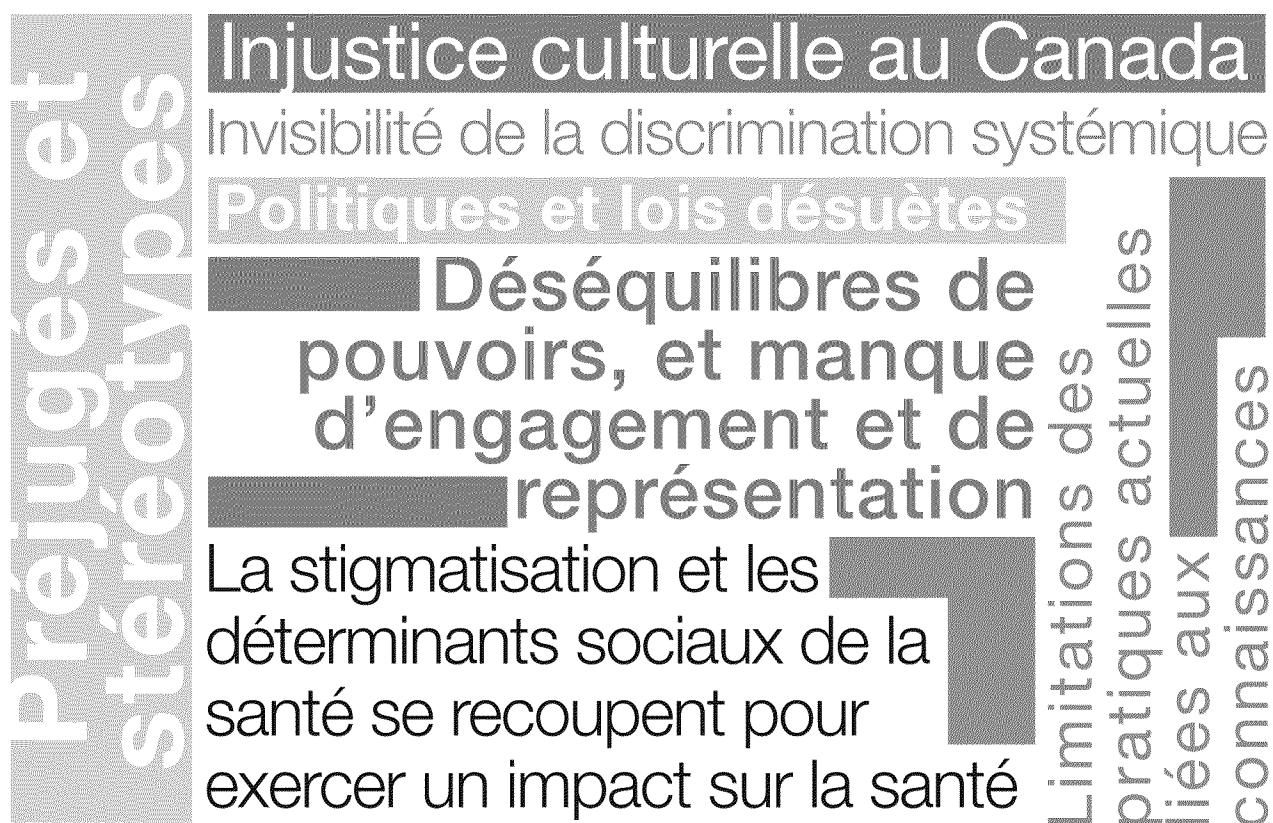 Préjugés et
stéréotypes
Injustice culturelle au Canada
Invisibilité de la discrimination systémique
Politiques et lois désuètes
Déséquilibres de
pouvoirs, et manque
d’engagement et de
représentation
La stigmatisation et les
déterminants sociaux de la
santé se recoupent pour
exercer un impact sur la santé
Limitations des
pratiques actuelles
liées aux
connaissances